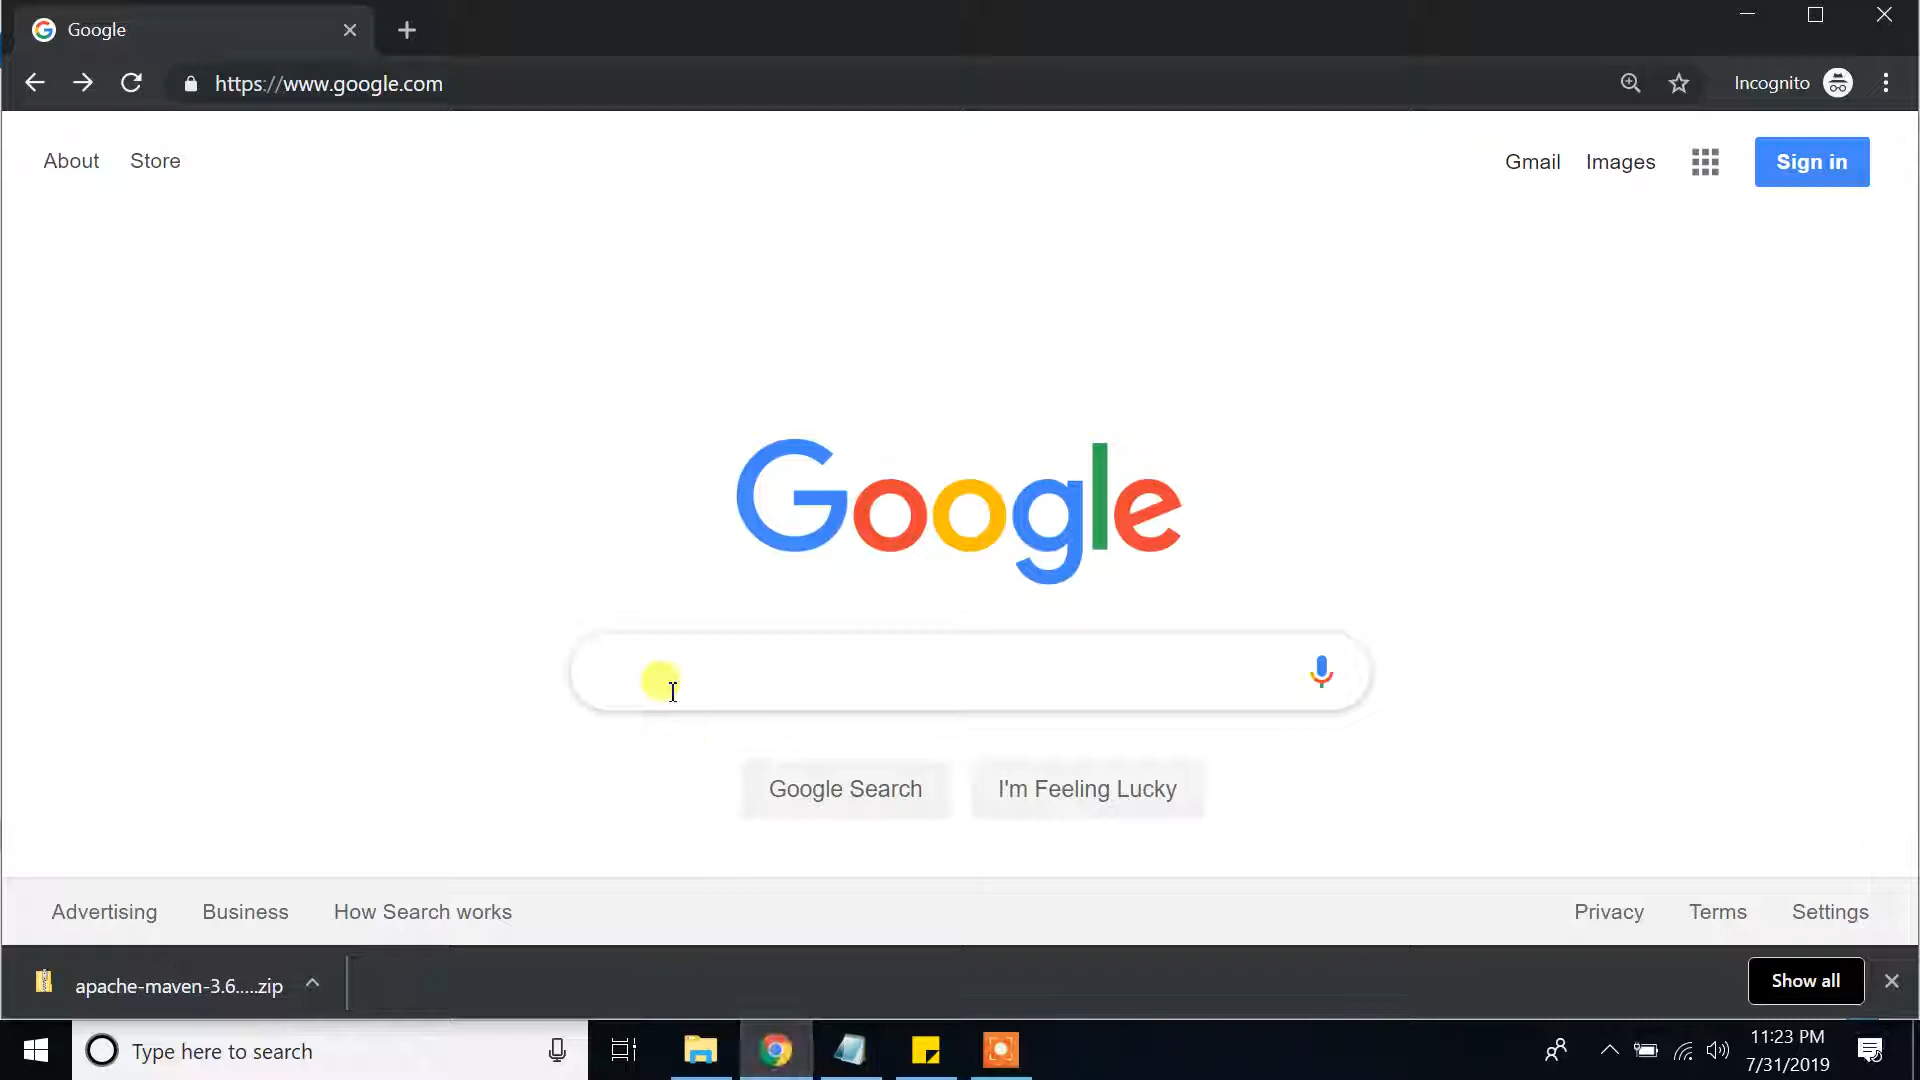 Google
https://www.google.com
Incognito
About Store
Gmail Images Sign in
Google
Google Search I'm Feeling Lucky
Advertising Business How Search works
Privacy Terms Settings
apache-maven-3.6.....zip
Show all
Type here to search
11:23 PM
7/31/2019